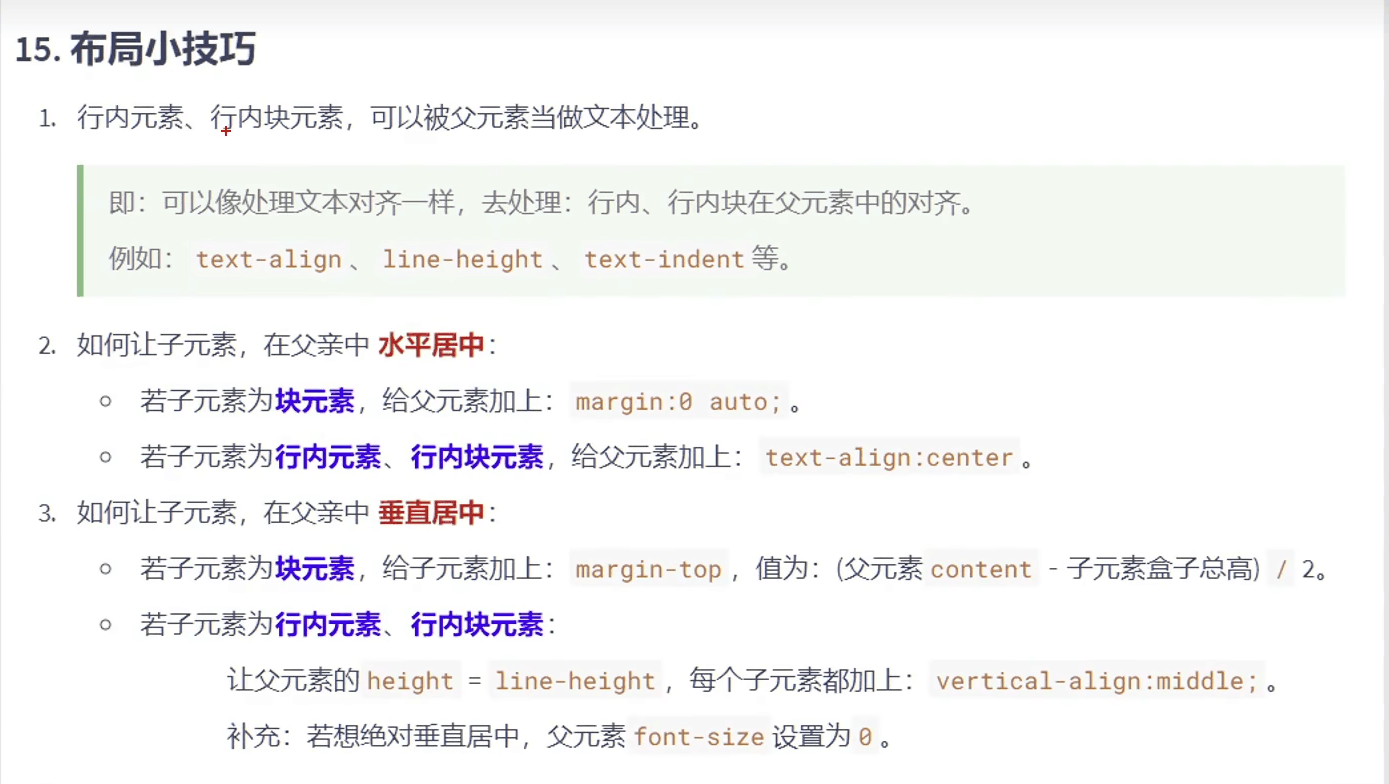 15. 布局小技巧
1. 行内元素、行内块元素，可以被父元素当做文本处理。
即：可以像处理文本对齐一样，去处理：行内、行内块在父元素中的对齐。
例如： text-align 、 line-height 、 text-indent 等。
2. 如何让子元素，在父亲中 水平居中：
○ 若子元素为块元素，给父元素加上： margin:0 auto; 。
○ 若子元素为行内元素、行内块元素，给父元素加上： text-align:center 。
3. 如何让子元素，在父亲中 垂直居中：
○ 若子元素为块元素，给子元素加上： margin-top ，值为：(父元素 content - 子元素盒子总高) / 2。
○ 若子元素为行内元素、行内块元素：
让父元素的 height = line-height ，每个子元素都加上： vertical-align:middle; 。
补充：若想绝对垂直居中，父元素 font-size 设置为 0 。